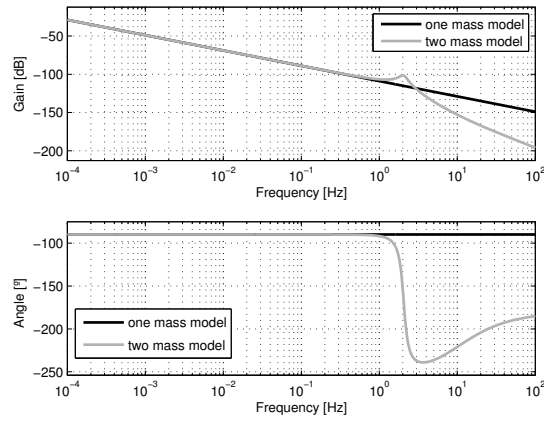 one mass model
two mass model
Gain [dB]
−50
−100
−150
−200
10⁻⁴ 10⁻³ 10⁻² 10⁻¹ 10⁰ 10¹ 10²
Frequency [Hz]
Angle [º]
−100
−150
−200
−250
one mass model
two mass model
10⁻⁴ 10⁻³ 10⁻² 10⁻¹ 10⁰ 10¹ 10²
Frequency [Hz]